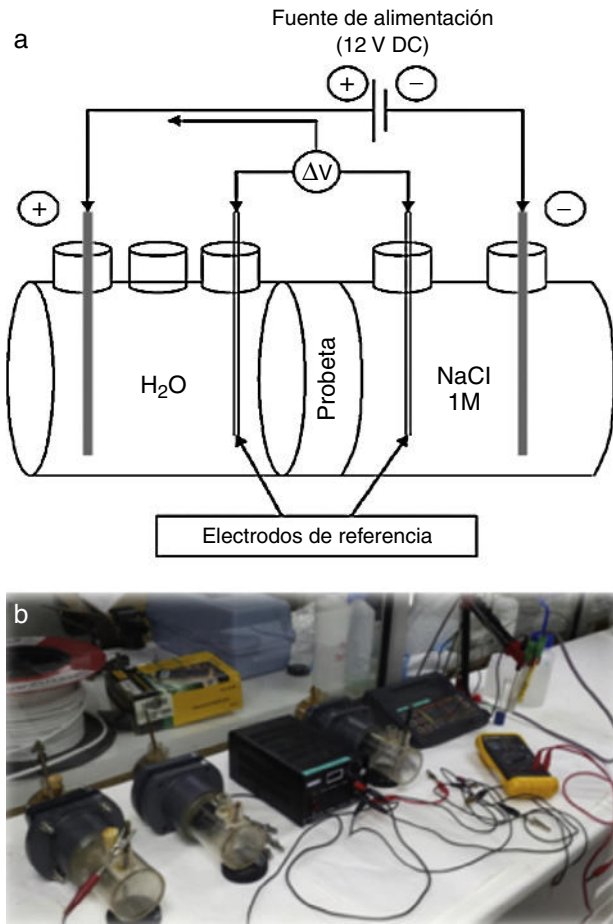 a
Fuente de alimentación
(12 V DC)
+
−
ΔV
+
−
H₂O
Probeta
NaCl
1M
Electrodos de referencia
b